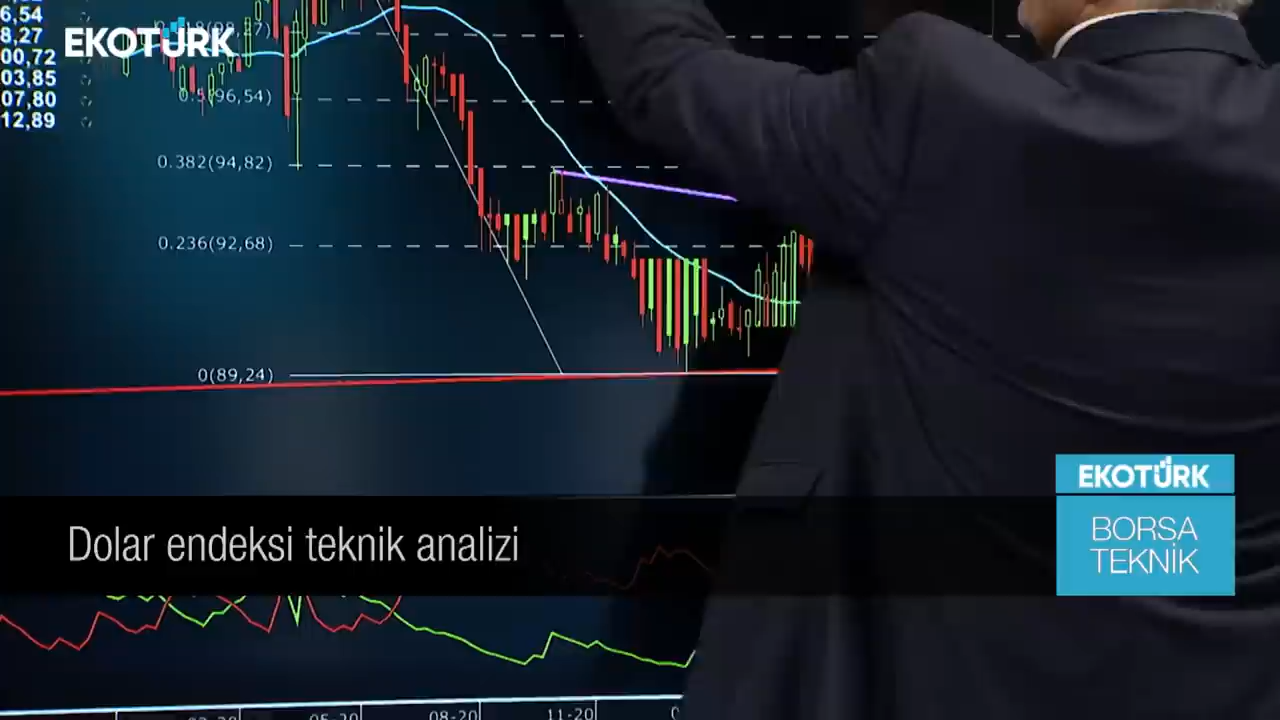 6,54
8,27
00,72
03,85
07,80
12,89
EKOTÜRK
0.5(96,54)
0.382(94,82)
0.236(92,68)
0(89,24)
EKOTÜRK
BORSA
TEKNİK
Dolar endeksi teknik analizi
05-20
08-20
11-20